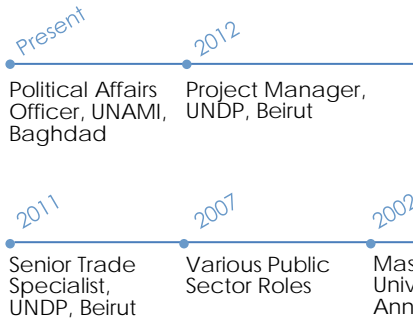 Present
2012
Political Affairs
Officer, UNAMI,
Baghdad
Project Manager,
UNDP, Beirut
2011
2007
2002
Senior Trade
Specialist,
UNDP, Beirut
Various Public
Sector Roles